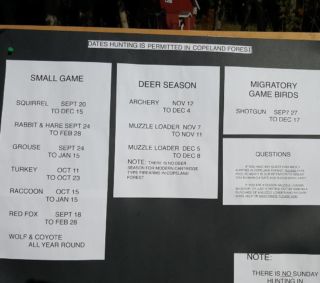 DATES HUNTING IS PERMITTED IN COPELAND FOREST
SMALL GAME
SQUIRREL SEPT 20
TO DEC 15
RABBIT & HARE SEPT 24
TO FEB 28
GROUSE SEPT 24
TO JAN 15
TURKEY OCT 11
TO OCT 23
RACCOON OCT 15
TO JAN 15
RED FOX SEPT 18
TO FEB 28
WOLF & COYOTE
ALL YEAR ROUND
DEER SEASON
ARCHERY NOV 12
TO DEC 4
MUZZLE LOADER NOV 7
TO NOV 11
MUZZLE LOADER DEC 5
TO DEC 8
NOTE: THERE IS NO DEER
SEASON FOR MODERN CARTRIDGE
TYPE FIREARMS IN COPELAND
FOREST
MIGRATORY
GAME BIRDS
SHOTGUN SEP? 27
TO DEC 17
QUESTIONS
NOTE:
THERE IS NO SUNDAY
HUNTING IN